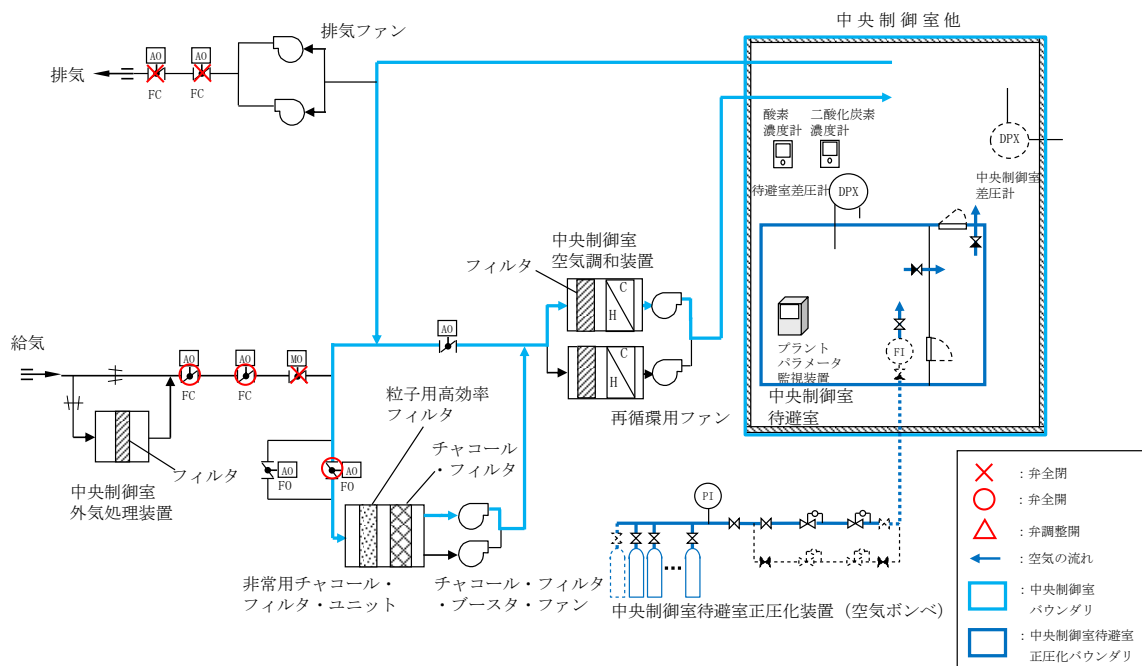 中央制御室他
排気ファン
AO
AO
排気
FC
FC
酸素
濃度計
二酸化炭素
濃度計
DPX
中央制御室
差圧計
待避室差圧計
DPX
中央制御室
空気調和装置
フィルタ
C
H
C
H
再循環用ファン
プラント
パラメータ
監視装置
FI
中央制御室
待避室
給気
AO
AO
MO
AO
FC
FC
フィルタ
中央制御室
外気処理装置
粒子用高効率
フィルタ
チャコール
・フィルタ
AO
FO
AO
FO
非常用チャコール・
フィルタ・ユニット
チャコール・フィルタ
・ブースタ・ファン
PI
中央制御室待避室正圧化装置（空気ボンベ）
：弁全閉
：弁全開
：弁調整開
：空気の流れ
：中央制御室
バウンダリ
：中央制御室待避室
正圧化バウンダリ